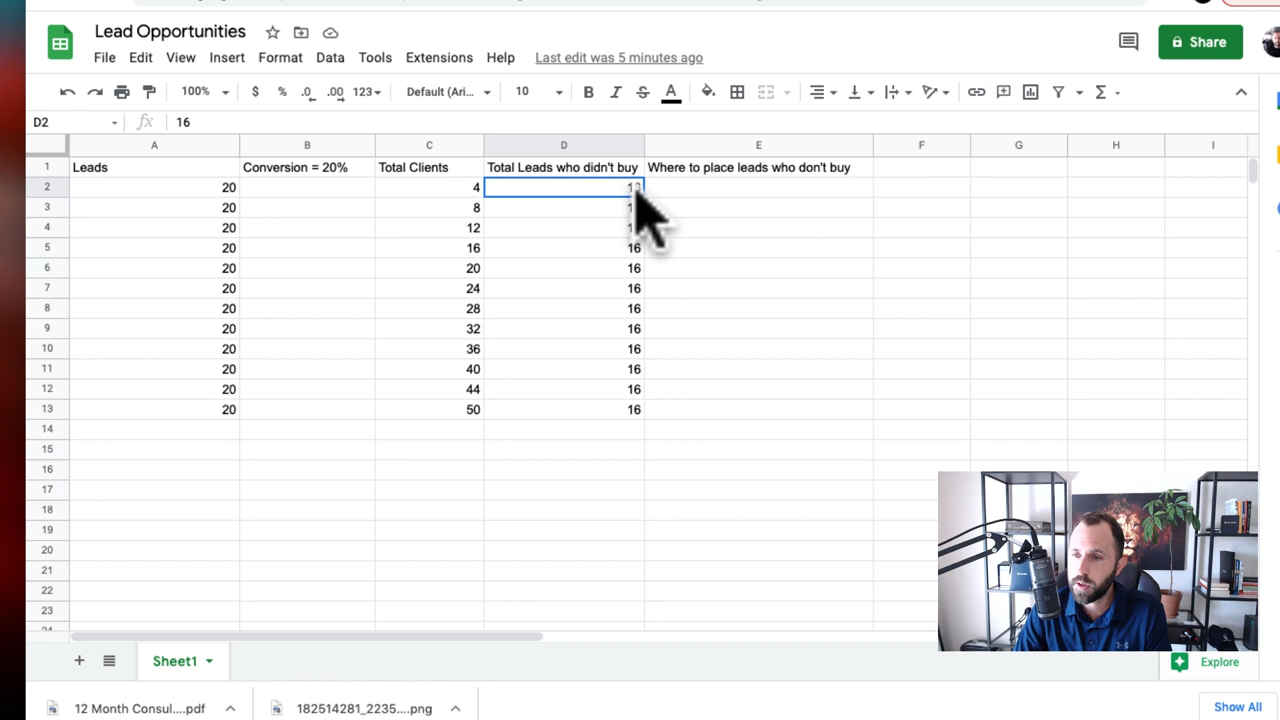 Lead Opportunities
Share
File Edit View Insert Format Data Tools Extensions Help Last edit was 5 minutes ago
100% $ % .0 .00 123 Default (Ari... 10 B I S A
D2 fx 16
A B C D E F G H I
1 Leads Conversion = 20% Total Clients Total Leads who didn't buy Where to place leads who don't buy
2 20 4
3 20 8
4 20 12
5 20 16 16
6 20 20 16
7 20 24 16
8 20 28 16
9 20 32 16
10 20 36 16
11 20 40 16
12 20 44 16
13 20 50 16
14
15
16
17
18
19
20
21
22
23
24
Sheet1 Explore
12 Month Consul....pdf 182514281_2235....png Show All